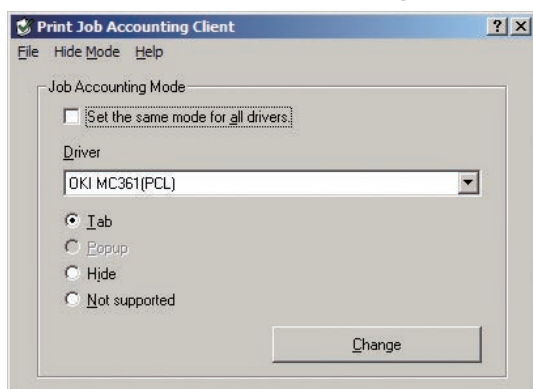 Print Job Accounting Client
File Hide Mode Help
Job Accounting Mode
Set the same mode for all drivers.
Driver
OKI MC361(PCL)
Tab
Popup
Hide
Not supported
Change